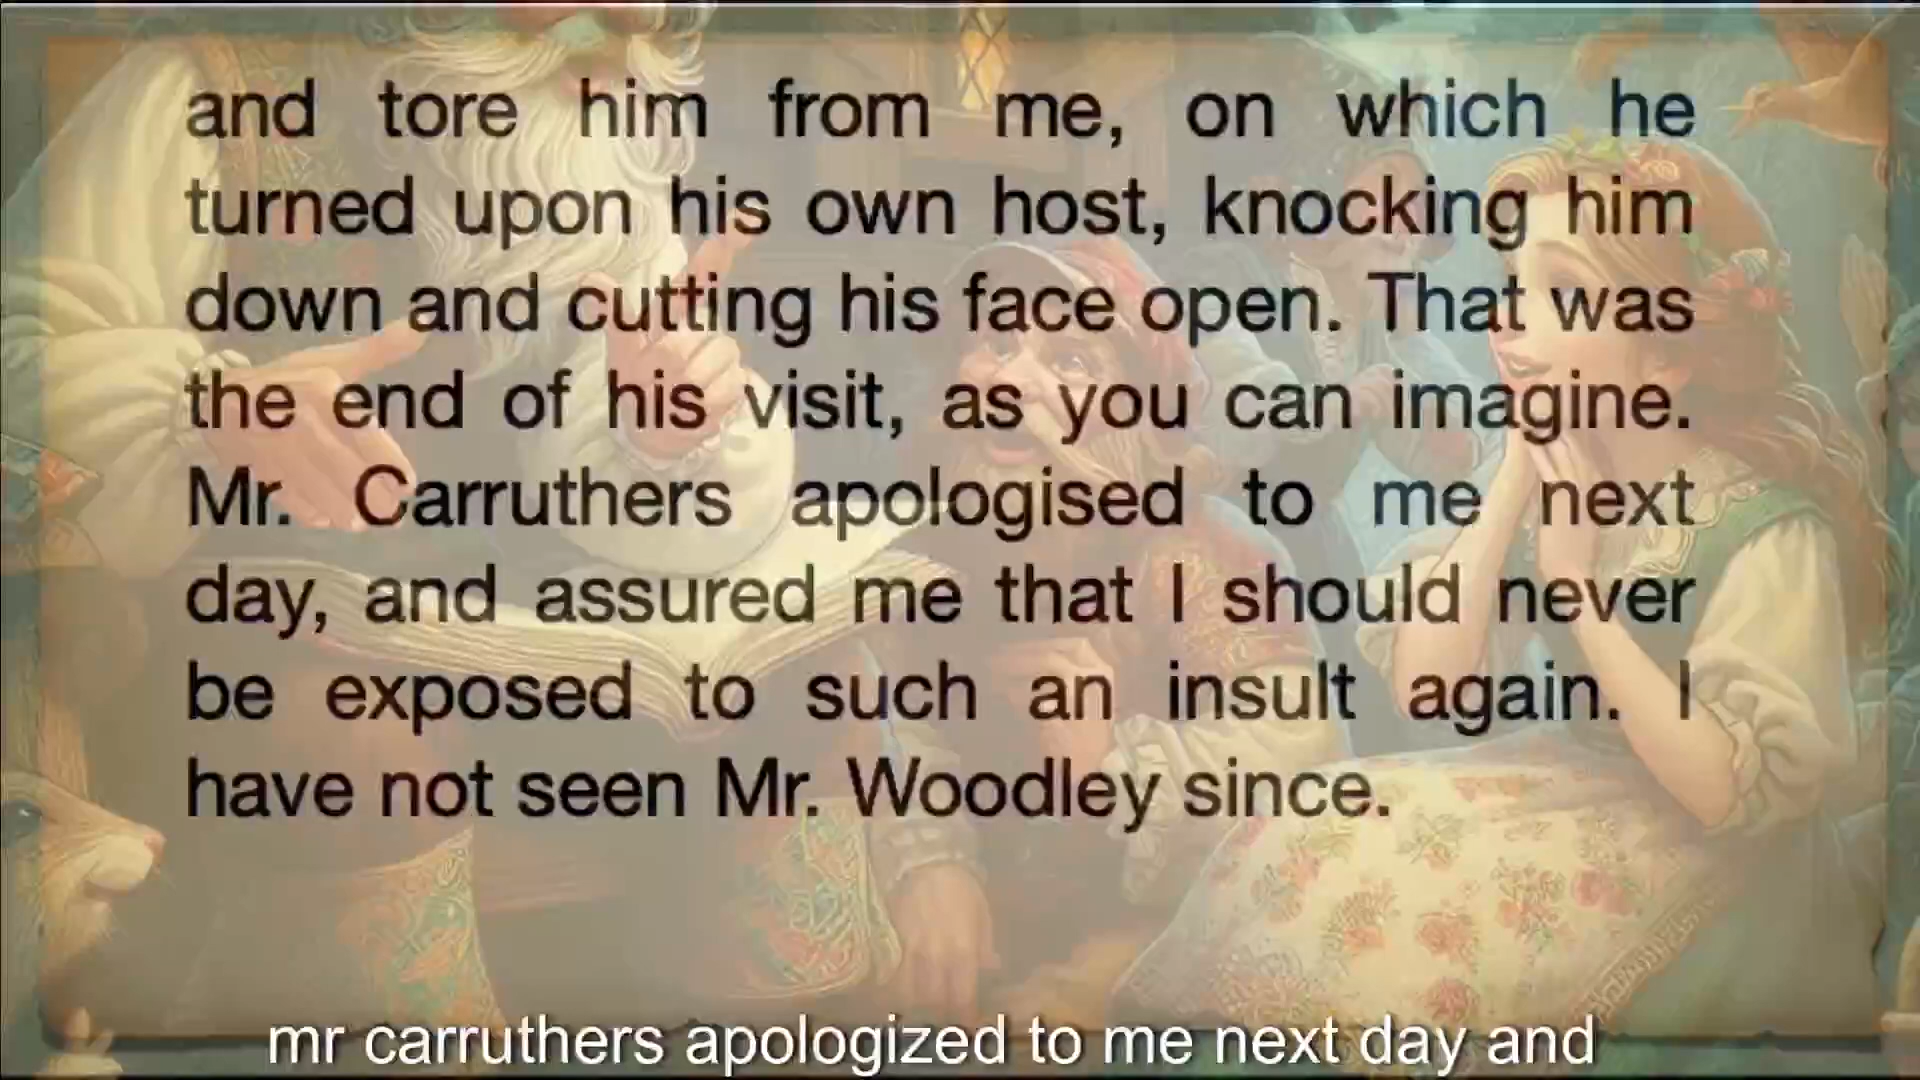 and tore him from me, on which he
turned upon his own host, knocking him
down and cutting his face open. That was
the end of his visit, as you can imagine.
Mr. Carruthers apologised to me next
day, and assured me that I should never
be exposed to such an insult again. I
have not seen Mr. Woodley since.
mr carruthers apologized to me next day and